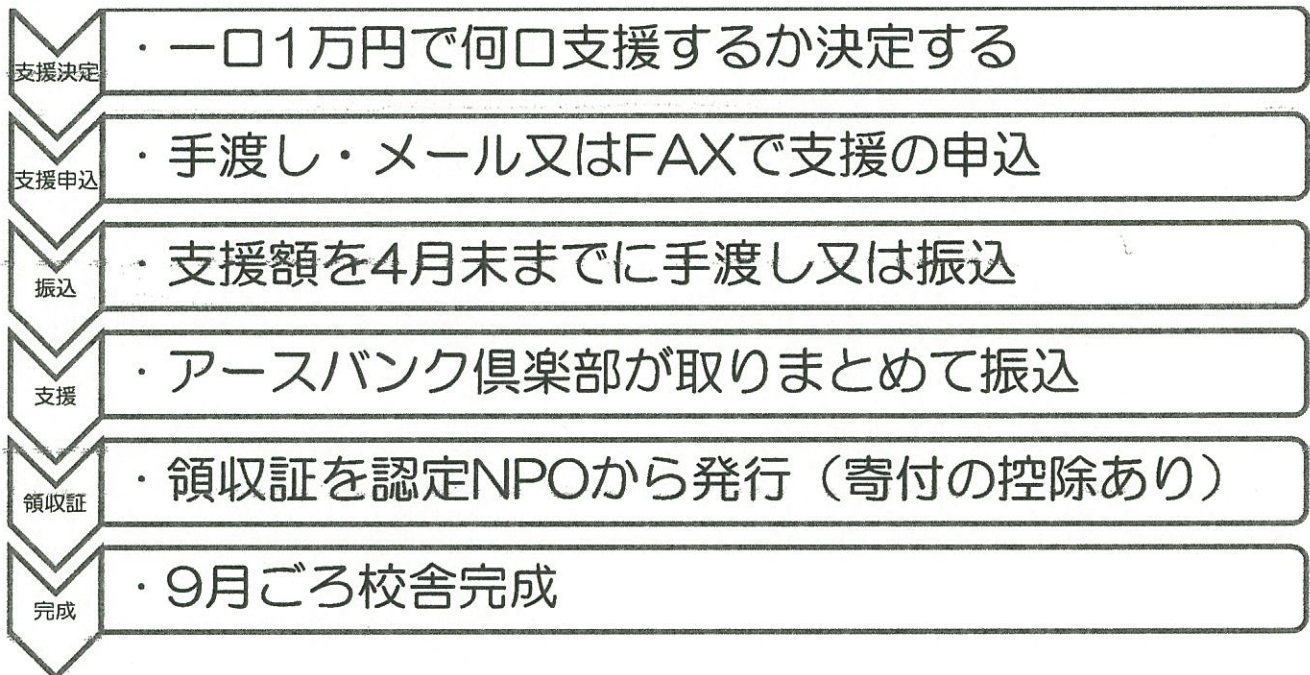 支援決定
・一口1万円で何口支援するか決定する
支援申込
・手渡し・メール又はFAXで支援の申込
振込
・支援額を4月末までに手渡し又は振込
支援
・アースバンク倶楽部が取りまとめて振込
領収証
・領収証を認定NPOから発行（寄付の控除あり）
完成
・9月ごろ校舎完成